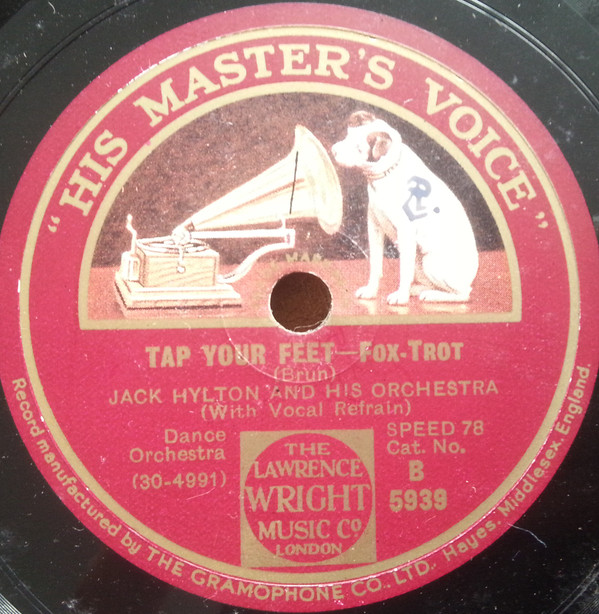 "HIS MASTER'S VOICE"
TAP YOUR FEET—FOX-TROT
(Brun)
JACK HYLTON AND HIS ORCHESTRA
(With Vocal Refrain)
Dance
Orchestra
(30-4991)
SPEED 78
Cat. No.
B
5939
THE
LAWRENCE
WRIGHT
MUSIC Co
LONDON
Record manufactured by THE GRAMOPHONE CO., LTD., Hayes, Middlesex, England.